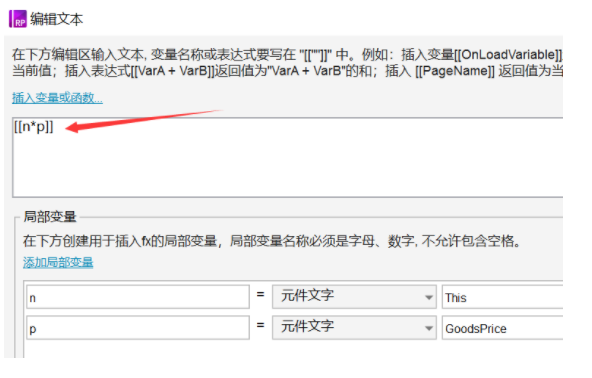 RP 编辑文本
在下方编辑区输入文本, 变量名称或表达式要写在 "[[""]]" 中。例如：插入变量[[OnLoadVariable]]
当前值；插入表达式[[VarA + VarB]]返回值为"VarA + VarB"的和；插入 [[PageName]] 返回值为当
插入变量或函数...
[[n*p]]
局部变量
在下方创建用于插入fx的局部变量，局部变量名称必须是字母、数字, 不允许包含空格。
添加局部变量
n = 元件文字 This
p = 元件文字 GoodsPrice